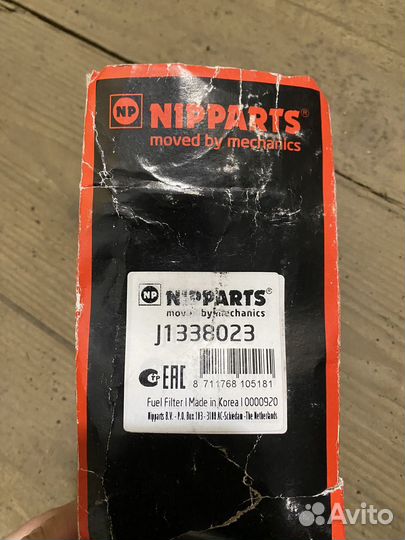 NP NIPPARTS®
moved by mechanics
NP NIPPARTS®
moved by mechanics
J1338023
EAC
8 711768 105181
Fuel Filter | Made in Korea | 0000920
Nipparts B.V. - P.O. Box 103 - 3100 AC-Schiedam -The Netherlands
Avito